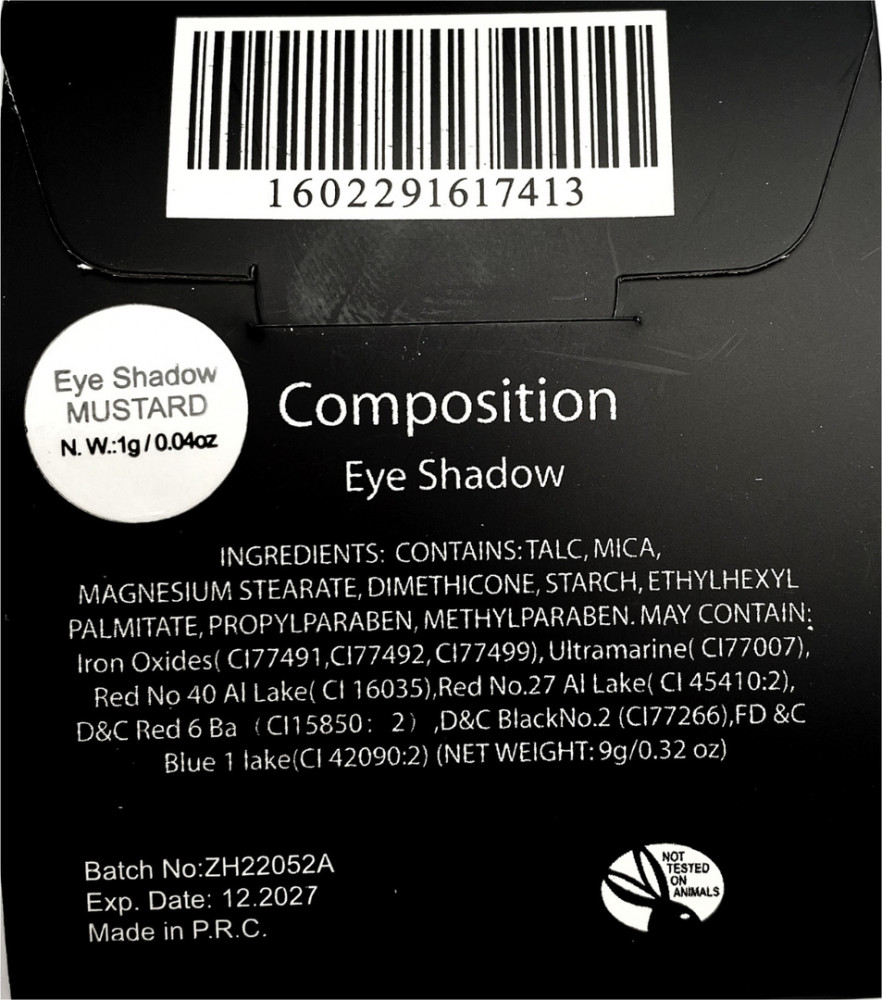 1602291617413
Eye Shadow
MUSTARD
N. W.:1g/0.04oz
Composition
Eye Shadow
INGREDIENTS: CONTAINS:TALC, MICA,
MAGNESIUM STEARATE, DIMETHICONE, STARCH, ETHYLHEXYL
PALMITATE, PROPYLPARABEN, METHYLPARABEN. MAY CONTAIN:
Iron Oxides( CI77491,CI77492, CI77499), Ultramarine( CI77007),
Red No 40 Al Lake( CI 16035),Red No.27 Al Lake( CI 45410:2),
D&C Red 6 Ba （CI15850： 2） ,D&C BlackNo.2 (CI77266),FD &C
Blue 1 lake(CI 42090:2) (NET WEIGHT: 9g/0.32 oz)
Batch No:ZH22052A
Exp. Date: 12.2027
Made in P.R.C.
NOT
TESTED
ON
ANIMALS